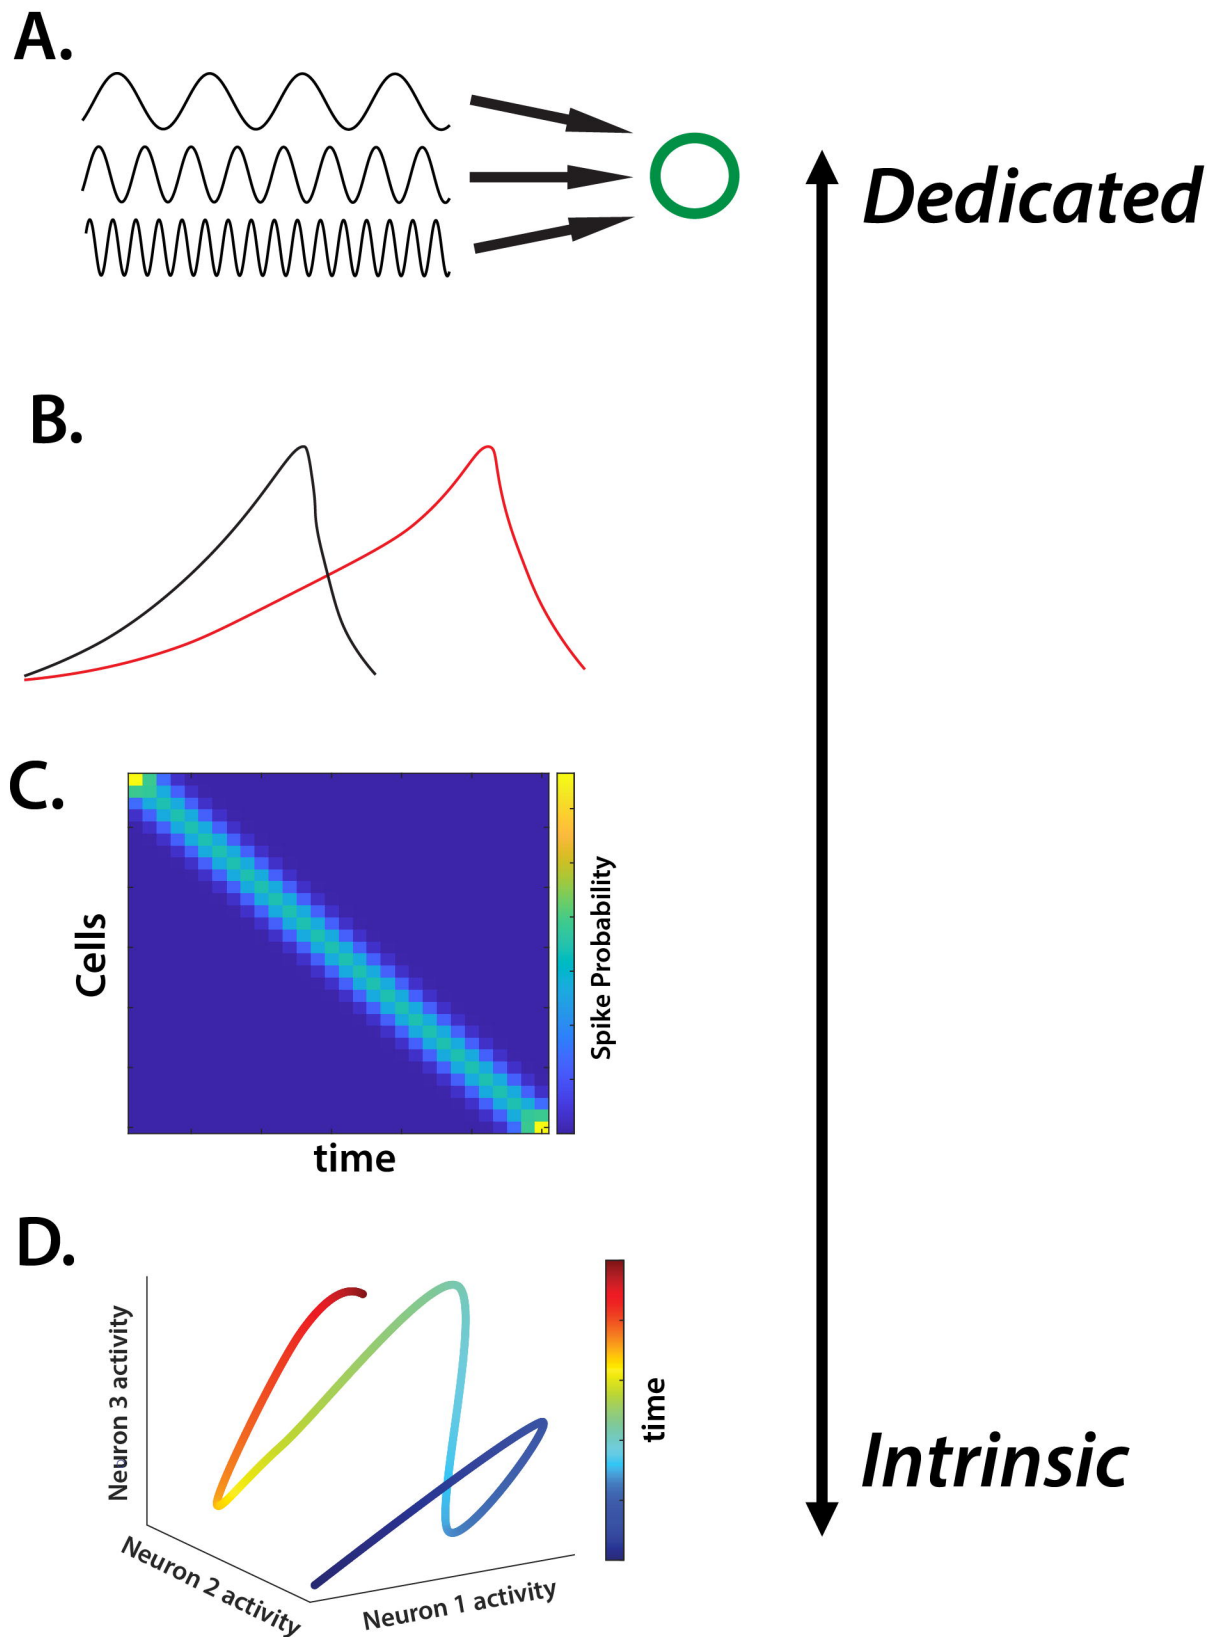 A.
Dedicated
B.
C.
Cells
Spike Probability
time
D.
Neuron 3 activity
time
Neuron 2 activity
Neuron 1 activity
Intrinsic